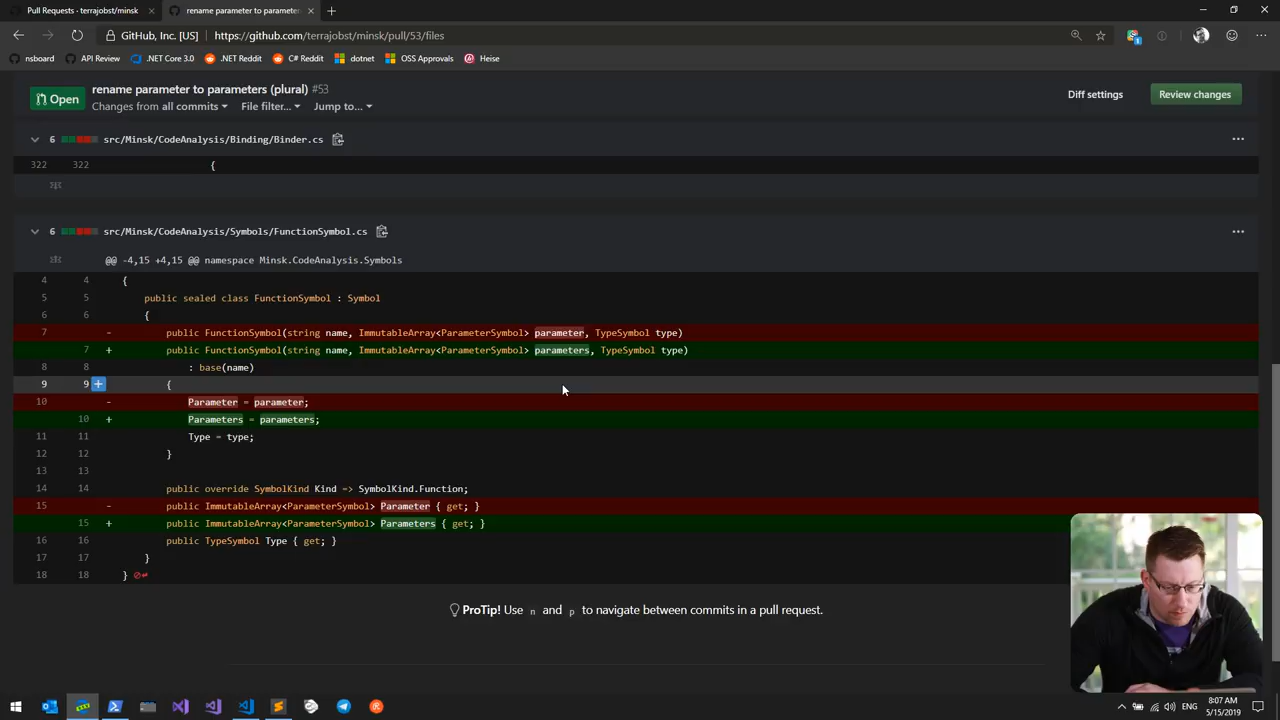 Pull Requests · terrajobst/minsk
rename parameter to parameter
GitHub, Inc. [US]
https://github.com/terrajobst/minsk/pull/53/files
nsboard
API Review
.NET Core 3.0
.NET Reddit
C# Reddit
dotnet
OSS Approvals
Heise
Open
rename parameter to parameters (plural) #53
Changes from all commits
File filter...
Jump to...
Diff settings
Review changes
6 src/Minsk/CodeAnalysis/Binding/Binder.cs
322 322 {
6 src/Minsk/CodeAnalysis/Symbols/FunctionSymbol.cs
@@ -4,15 +4,15 @@ namespace Minsk.CodeAnalysis.Symbols
4 4 {
5 5 public sealed class FunctionSymbol : Symbol
6 6 {
7 - public FunctionSymbol(string name, ImmutableArray<ParameterSymbol> parameter, TypeSymbol type)
7 + public FunctionSymbol(string name, ImmutableArray<ParameterSymbol> parameters, TypeSymbol type)
8 8 : base(name)
9 9 + {
10 - Parameter = parameter;
10 + Parameters = parameters;
11 11 Type = type;
12 12 }
13 13
14 14 public override SymbolKind Kind => SymbolKind.Function;
15 - public ImmutableArray<ParameterSymbol> Parameter { get; }
15 + public ImmutableArray<ParameterSymbol> Parameters { get; }
16 16 public TypeSymbol Type { get; }
17 17 }
18 18 }
ProTip! Use n and p to navigate between commits in a pull request.
ENG
8:07 AM
5/15/2019